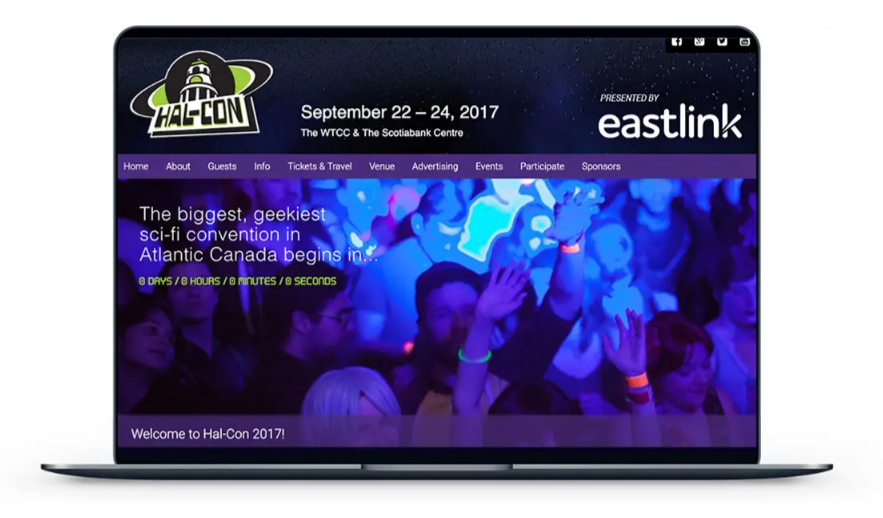 HAL-CON
September 22 – 24, 2017
The WTCC & The Scotiabank Centre
PRESENTED BY
eastlink
Home About Guests Info Tickets & Travel Venue Advertising Events Participate Sponsors
The biggest, geekiest
sci-fi convention in
Atlantic Canada begins in...
0 DAYS / 0 HOURS / 0 MINUTES / 0 SECONDS
Welcome to Hal-Con 2017!